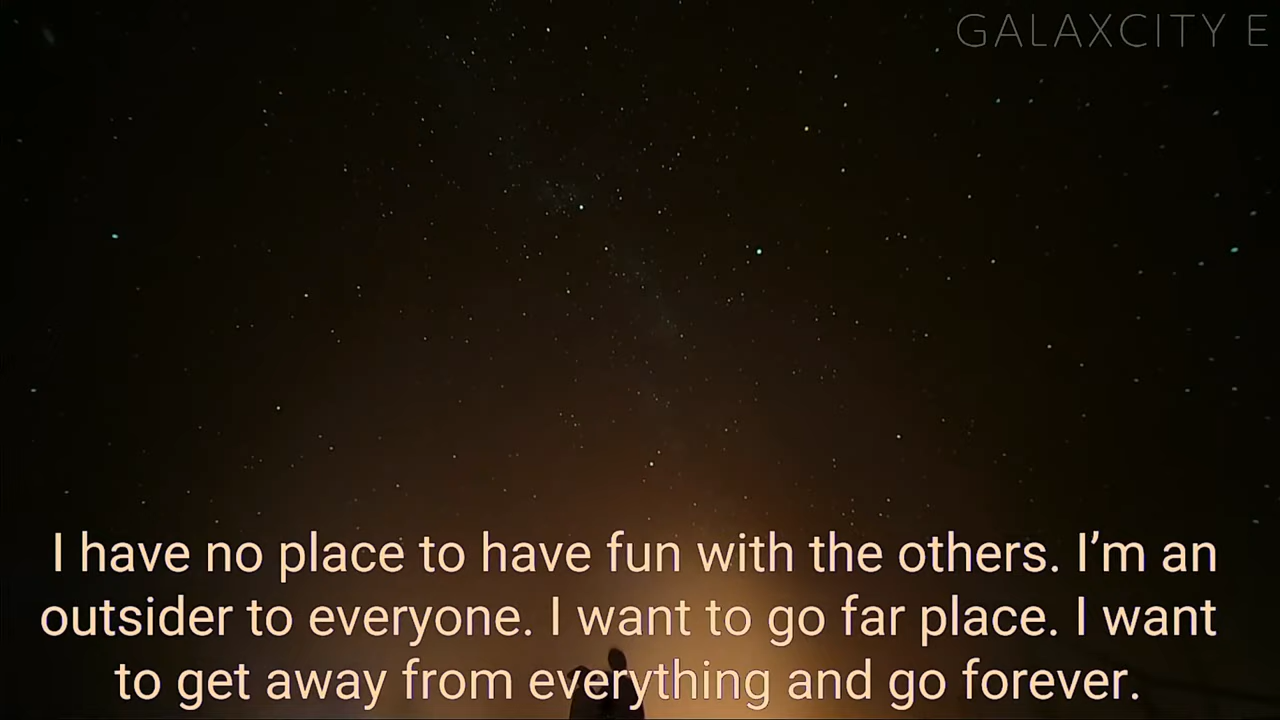 GALAXCITY E
I have no place to have fun with the others. I’m an
outsider to everyone. I want to go far place. I want
to get away from everything and go forever.